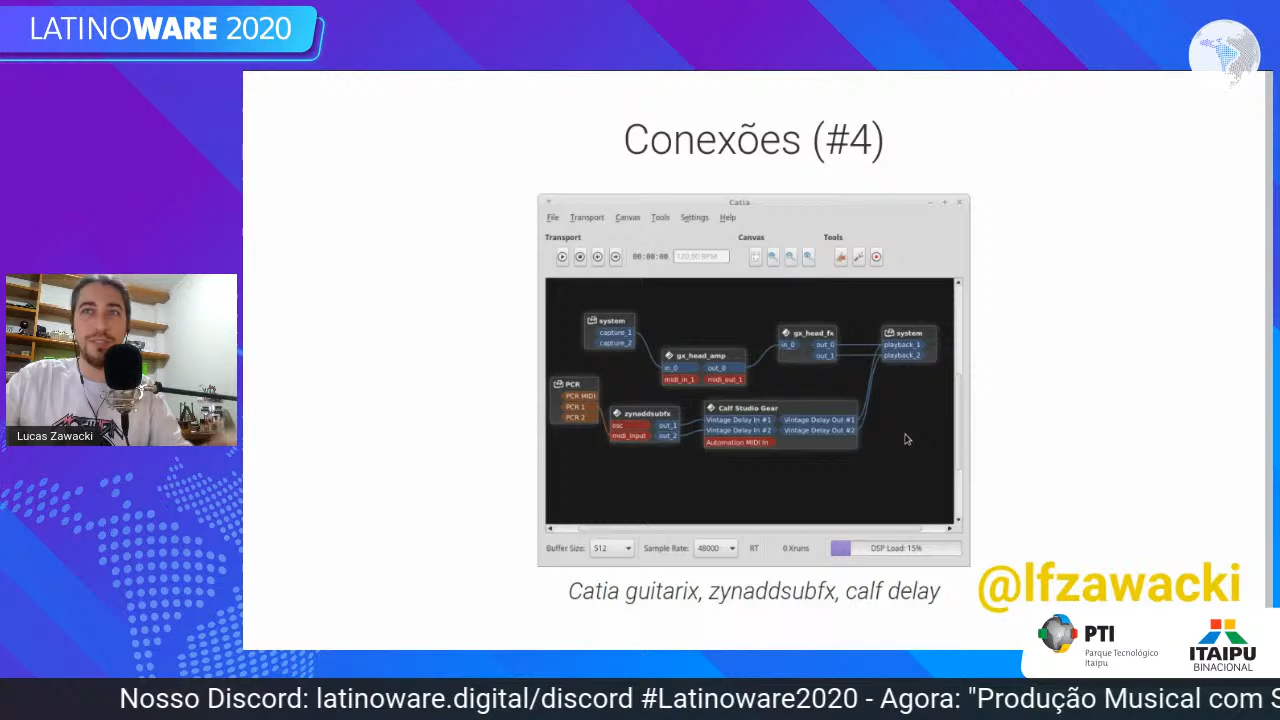 LATINOWARE 2020
Conexões (#4)
Catia
File Transport Canvas Tools Settings Help
Transport Canvas Tools
00:00:00 120,00 BPM
system
capture_1
capture_2
gx_head_amp
in_0 out_0
midi_in_1 midi_out_1
gx_head_fx
in_0 out_0
out_1
system
playback_1
playback_2
PCR
PCR MIDI
PCR 1
PCR 2
zynaddsubfx
osc out_1
midi_input out_2
Calf Studio Gear
Vintage Delay In #1 Vintage Delay Out #1
Vintage Delay In #2 Vintage Delay Out #2
Automation MIDI In
Buffer Size: 512 Sample Rate: 48000 RT 0 Xruns DSP Load: 15%
Catia guitarix, zynaddsubfx, calf delay
Lucas Zawacki
@lfzawacki
PTI
Parque Tecnológico
Itaipu
ITAIPU
BINACIONAL
Nosso Discord: latinoware.digital/discord #Latinoware2020 - Agora: "Produção Musical com S